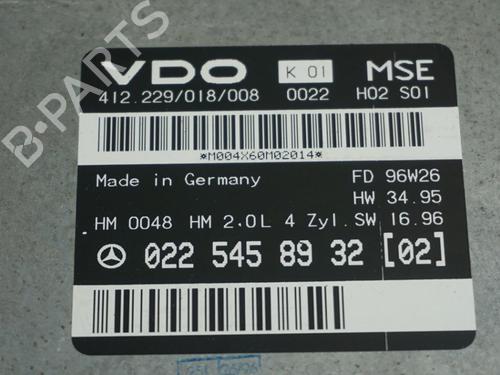 VDO K 01 MSE
412.229/018/008 0022 H02 S01
*M004X60M02014*
Made in Germany FD 96W26
HW 34.95
HM 0048 HM 2.0L 4 Zyl. SW 16.96
022 545 89 32 [02]
B-PARTS